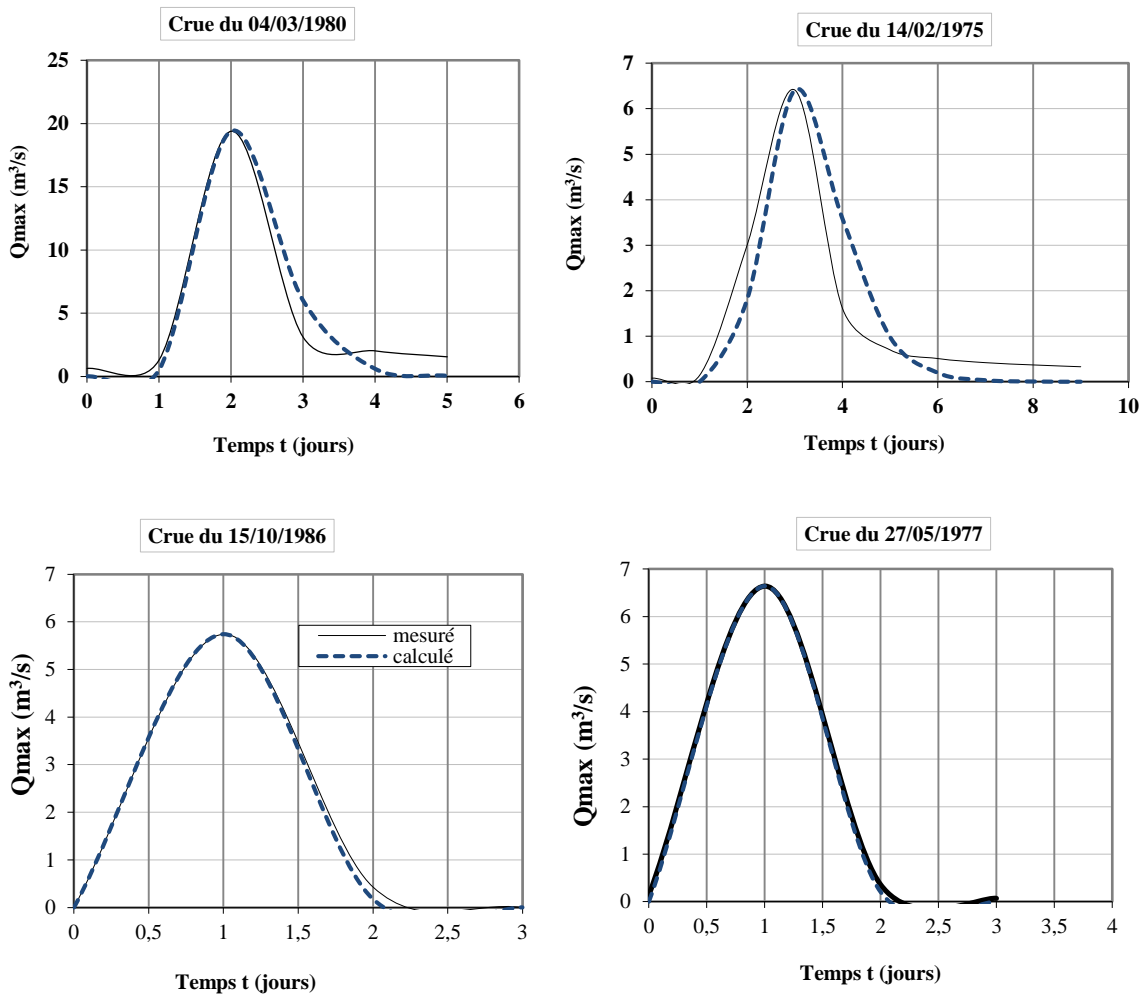 Crue du 04/03/1980
25
20
15
10
5
0
0 1 2 3 4 5 6
Qmax (m³/s)
Temps t (jours)
Crue du 14/02/1975
7
6
5
4
3
2
1
0
0 2 4 6 8 10
Qmax (m³/s)
Temps t (jours)
Crue du 15/10/1986
7
6
5
4
3
2
1
0
0 0,5 1 1,5 2 2,5 3
Qmax (m³/s)
mesuré
calculé
Temps t (jours)
Crue du 27/05/1977
7
6
5
4
3
2
1
0
0 0,5 1 1,5 2 2,5 3 3,5 4
Qmax (m³/s)
Temps t (jours)